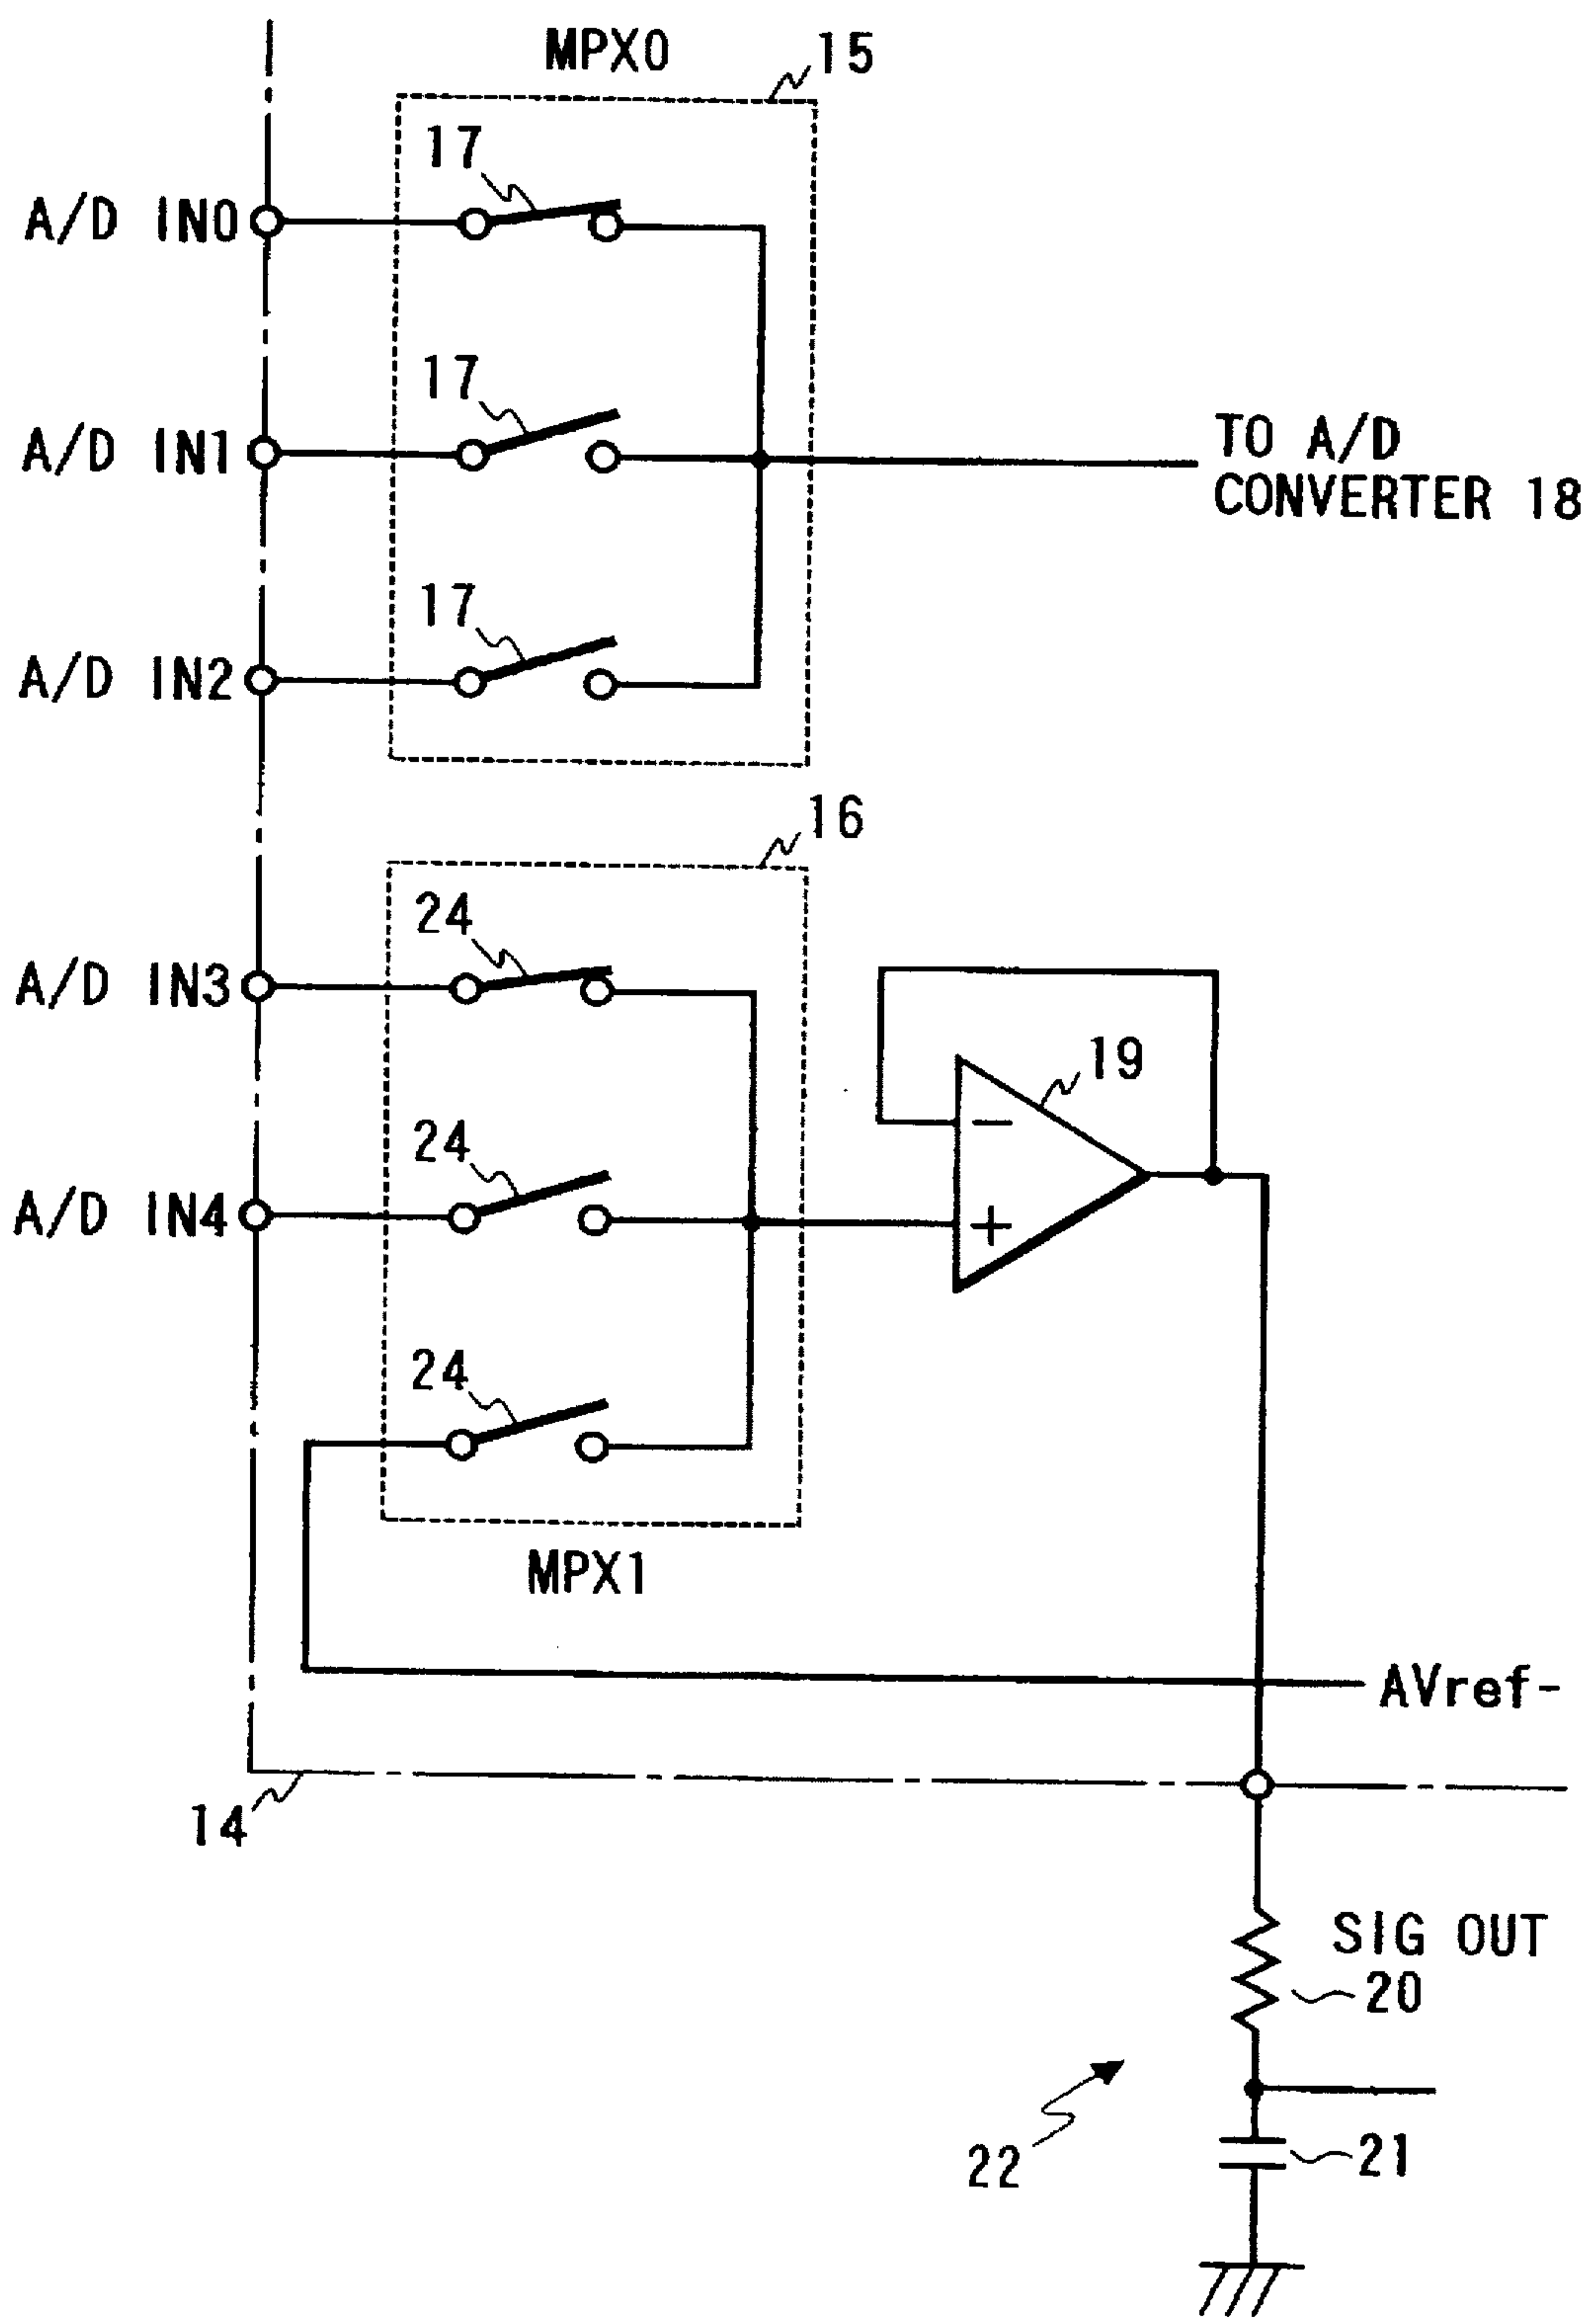 MPX0
15
17
A/D IN0
17
A/D IN1
TO A/D
CONVERTER 18
17
A/D IN2
16
24
A/D IN3
19
−
24
A/D IN4
+
24
MPX1
AVref-
14
SIG OUT
20
22
21